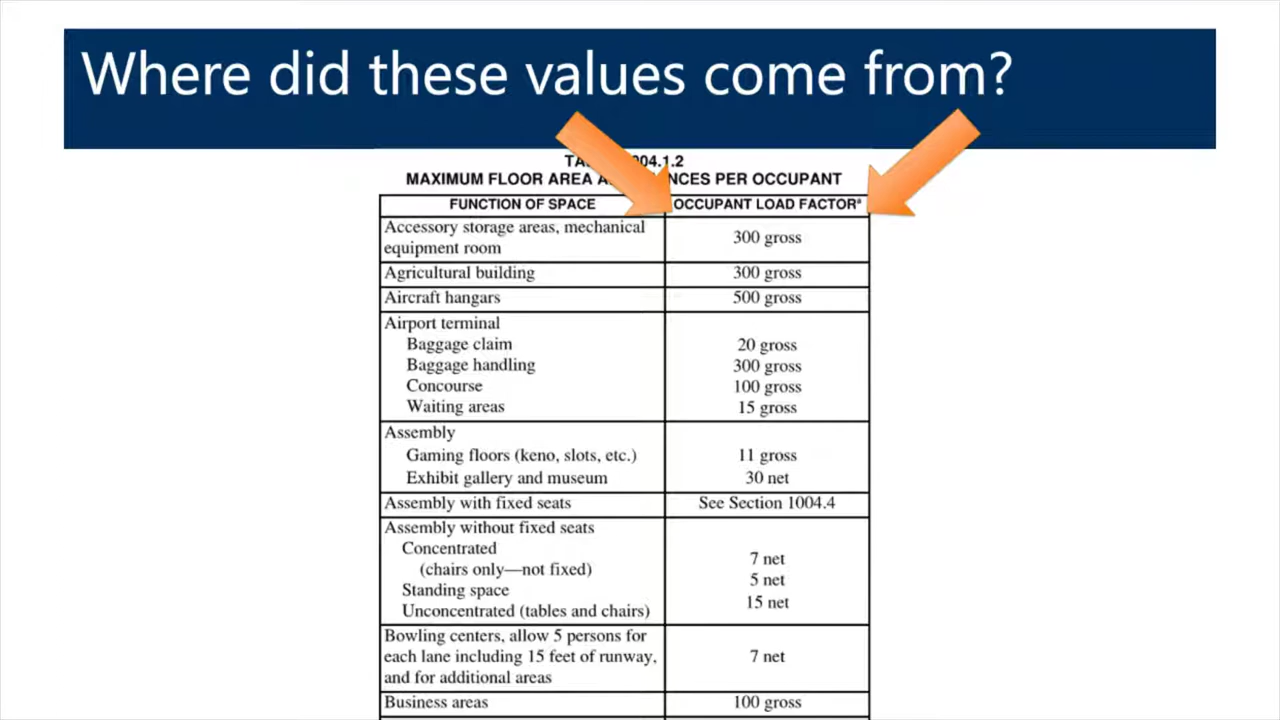 Where did these values come from?
004.1.2
MAXIMUM FLOOR AREA NCES PER OCCUPANT
FUNCTION OF SPACE OCCUPANT LOAD FACTORᵃ
Accessory storage areas, mechanical
equipment room 300 gross
Agricultural building 300 gross
Aircraft hangars 500 gross
Airport terminal
Baggage claim 20 gross
Baggage handling 300 gross
Concourse 100 gross
Waiting areas 15 gross
Assembly
Gaming floors (keno, slots, etc.) 11 gross
Exhibit gallery and museum 30 net
Assembly with fixed seats See Section 1004.4
Assembly without fixed seats
Concentrated 7 net
(chairs only—not fixed)
Standing space 5 net
Unconcentrated (tables and chairs) 15 net
Bowling centers, allow 5 persons for
each lane including 15 feet of runway, 7 net
and for additional areas
Business areas 100 gross